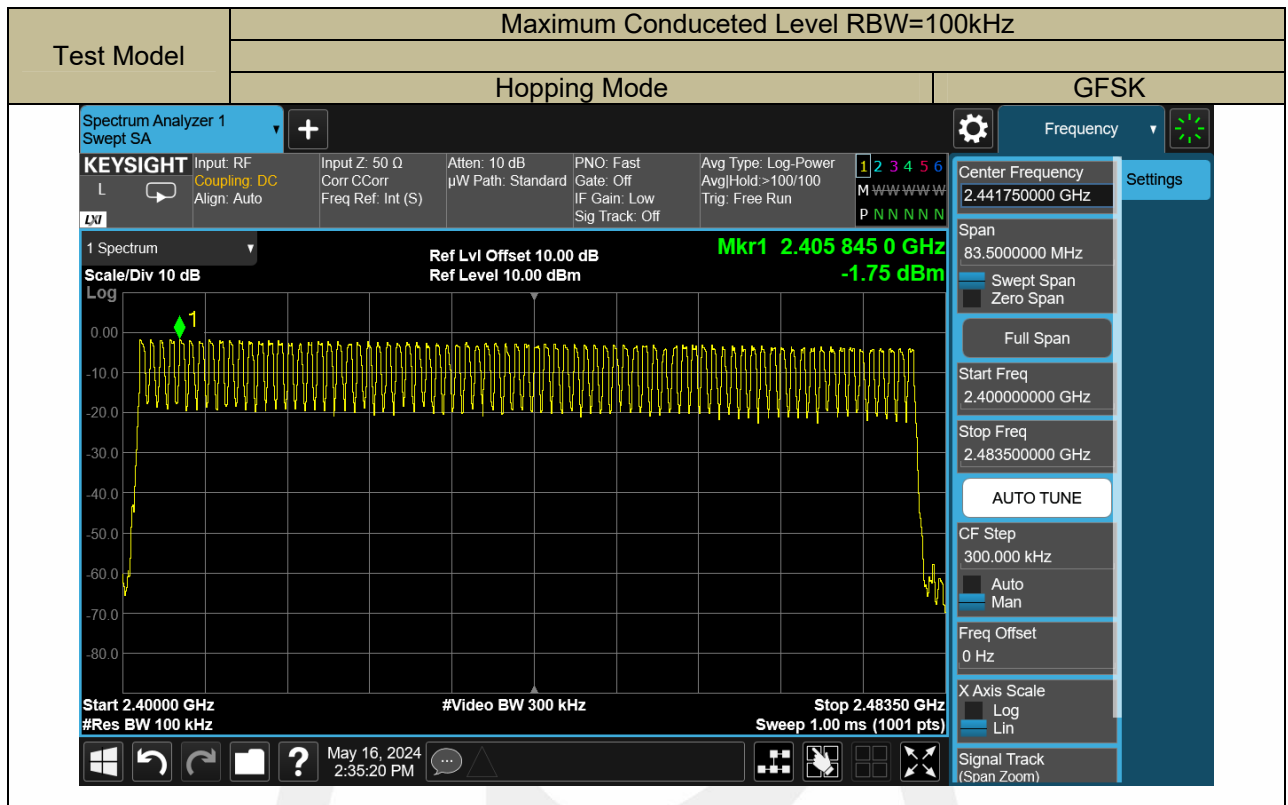 Test Model
Maximum Conduceted Level RBW=100kHz
Hopping Mode
GFSK
Spectrum Analyzer 1
Swept SA
Frequency
KEYSIGHT
L
LXI
Input: RF
Coupling: DC
Align: Auto
Input Z: 50 Ω
Corr CCorr
Freq Ref: Int (S)
Atten: 10 dB
µW Path: Standard
PNO: Fast
Gate: Off
IF Gain: Low
Sig Track: Off
Avg Type: Log-Power
Avg|Hold:>100/100
Trig: Free Run
1 2 3 4 5 6
M W W W W W
P N N N N N
Settings
1 Spectrum
Scale/Div 10 dB
Log
Ref Lvl Offset 10.00 dB
Ref Level 10.00 dBm
Mkr1 2.405 845 0 GHz
-1.75 dBm
1
0.00
-10.0
-20.0
-30.0
-40.0
-50.0
-60.0
-70.0
-80.0
Start 2.40000 GHz
#Res BW 100 kHz
#Video BW 300 kHz
Stop 2.48350 GHz
Sweep 1.00 ms (1001 pts)
Center Frequency
2.441750000 GHz
Span
83.5000000 MHz
Swept Span
Zero Span
Full Span
Start Freq
2.400000000 GHz
Stop Freq
2.483500000 GHz
AUTO TUNE
CF Step
300.000 kHz
Auto
Man
Freq Offset
0 Hz
X Axis Scale
Log
Lin
Signal Track
(Span Zoom)
?
May 16, 2024
2:35:20 PM